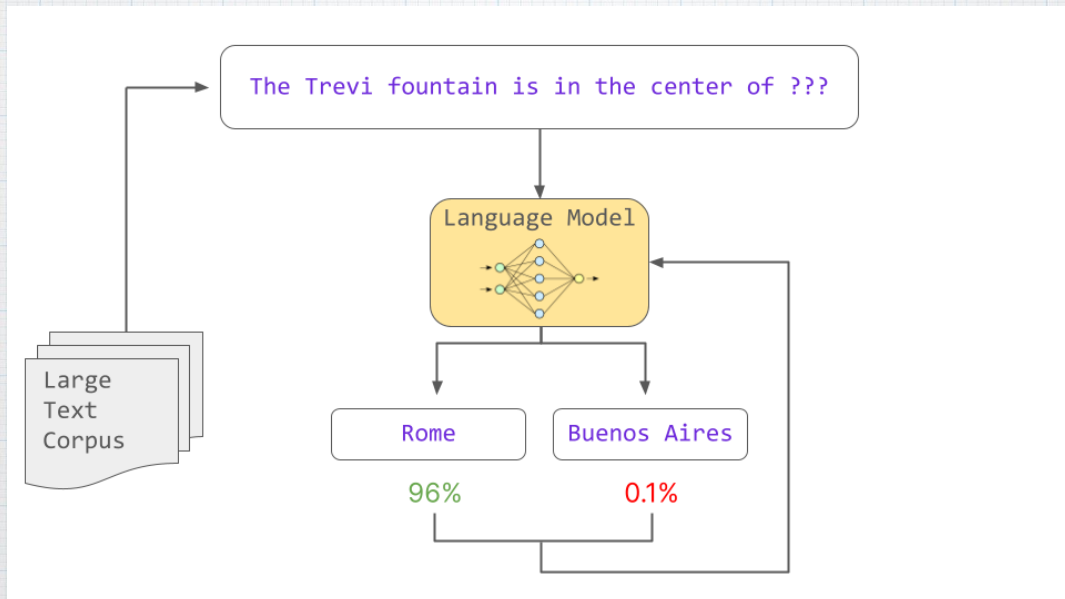 The Trevi fountain is in the center of ???
Language Model
Large
Text
Corpus
Rome
Buenos Aires
96%
0.1%